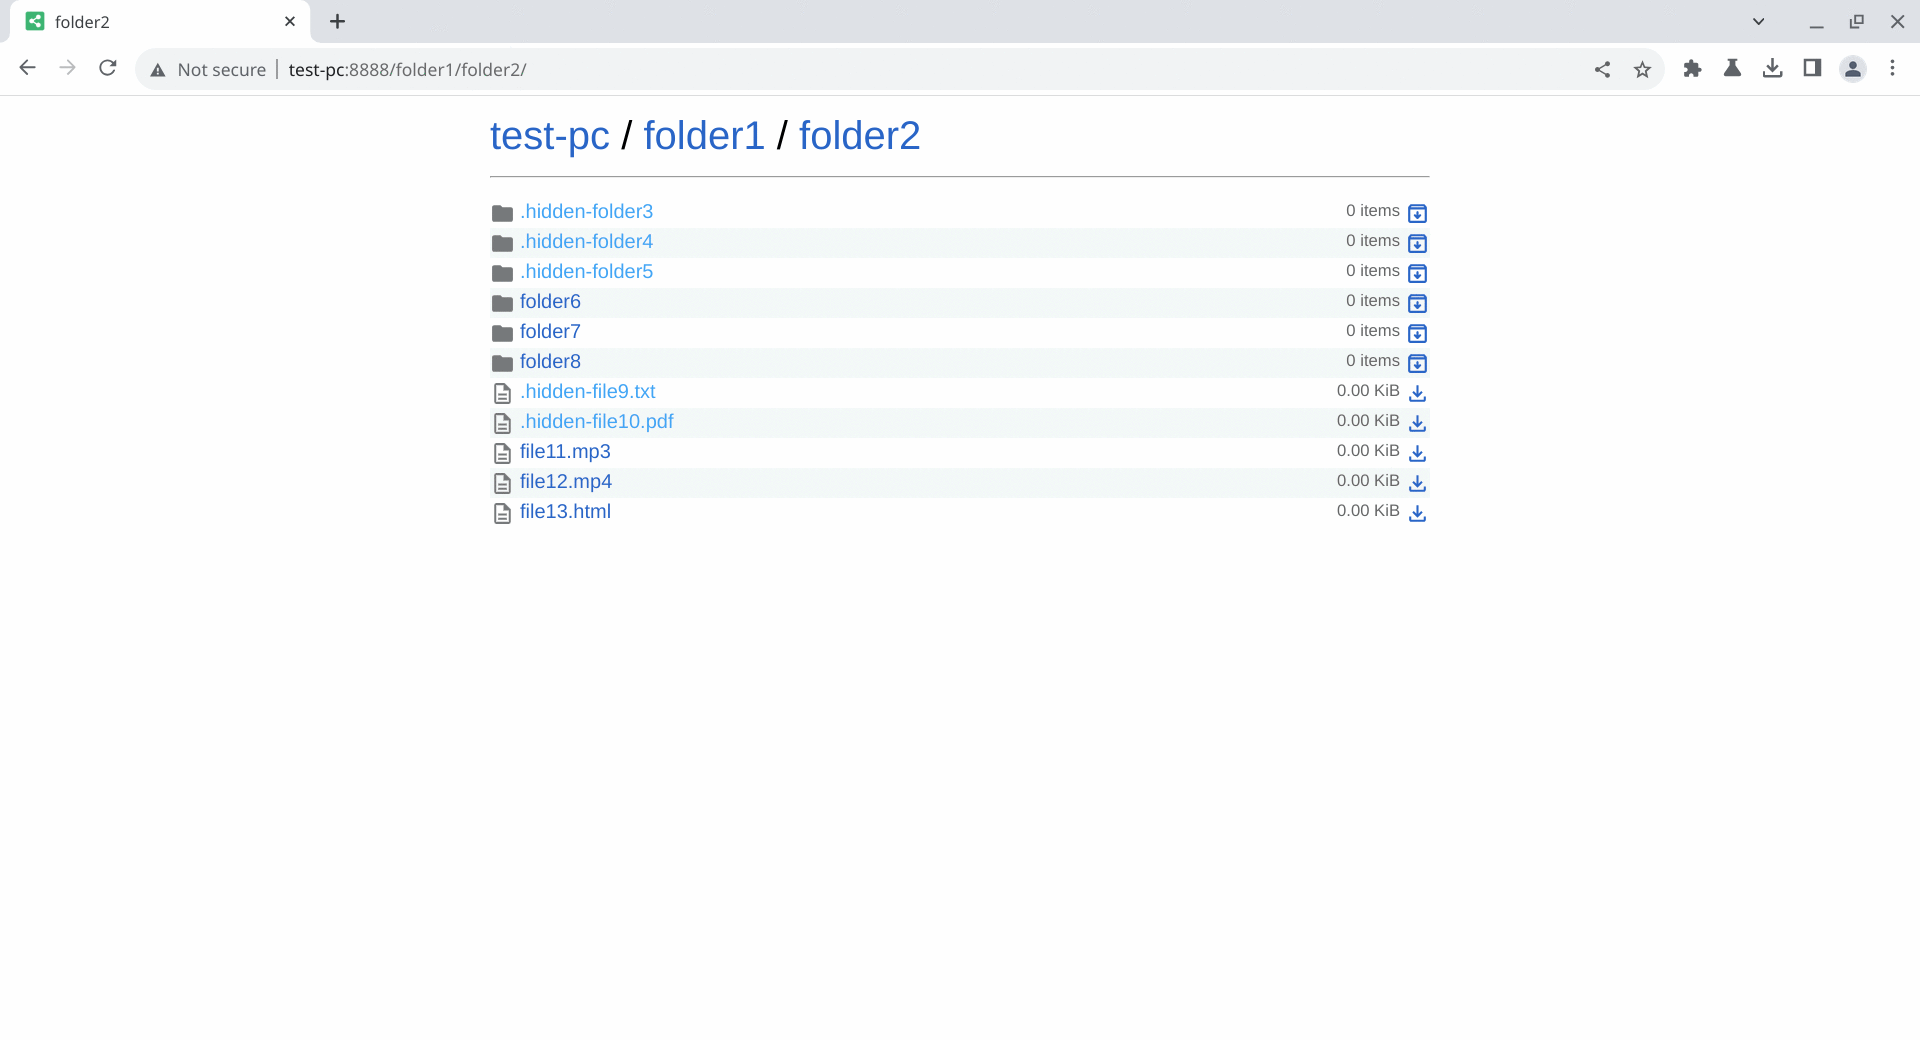 folder2
Not secure | test-pc:8888/folder1/folder2/
test-pc / folder1 / folder2
.hidden-folder3 0 items
.hidden-folder4 0 items
.hidden-folder5 0 items
folder6 0 items
folder7 0 items
folder8 0 items
.hidden-file9.txt 0.00 KiB
.hidden-file10.pdf 0.00 KiB
file11.mp3 0.00 KiB
file12.mp4 0.00 KiB
file13.html 0.00 KiB